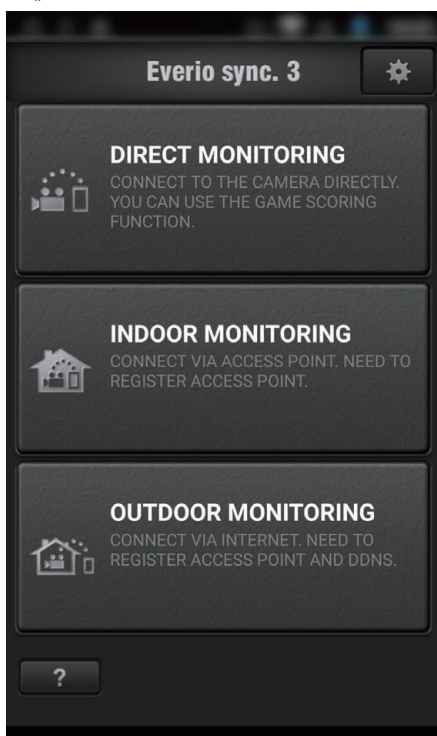 Everio sync. 3
DIRECT MONITORING
CONNECT TO THE CAMERA DIRECTLY.
YOU CAN USE THE GAME SCORING
FUNCTION.
INDOOR MONITORING
CONNECT VIA ACCESS POINT. NEED TO
REGISTER ACCESS POINT.
OUTDOOR MONITORING
CONNECT VIA INTERNET. NEED TO
REGISTER ACCESS POINT AND DDNS.
?